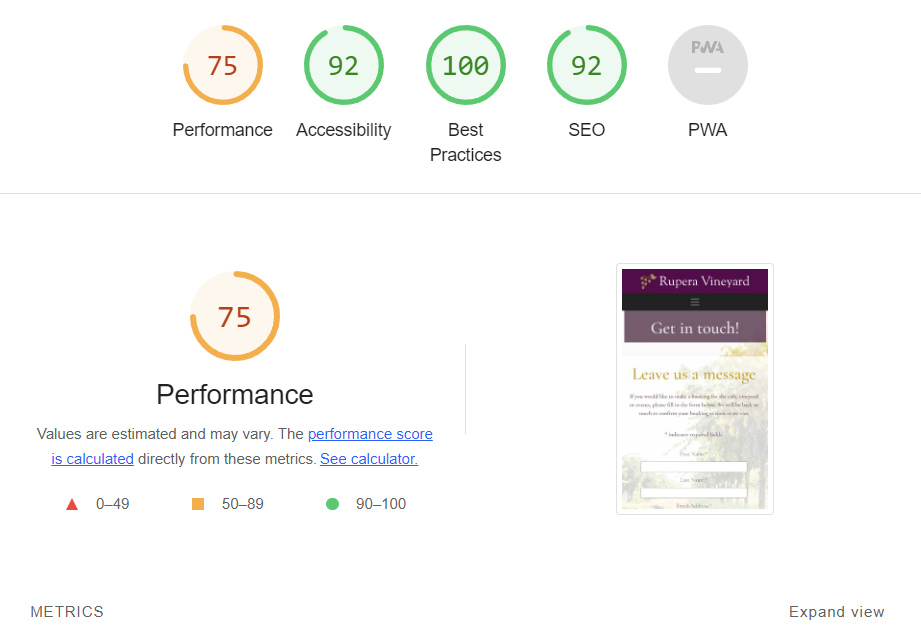 75
92
100
92
PWA
Performance
Accessibility
Best
Practices
SEO
PWA
75
Performance
Values are estimated and may vary. The performance score
is calculated directly from these metrics. See calculator.
0–49
50–89
90–100
Rupera Vineyard
Get in touch!
Leave us a message
If you would like to make a booking for the cafe, vineyard
or events, please fill in the form below. We will be back in
touch to confirm your booking as soon as we can.
* indicates required fields
First Name*
Last Name*
Email Address*
METRICS
Expand view